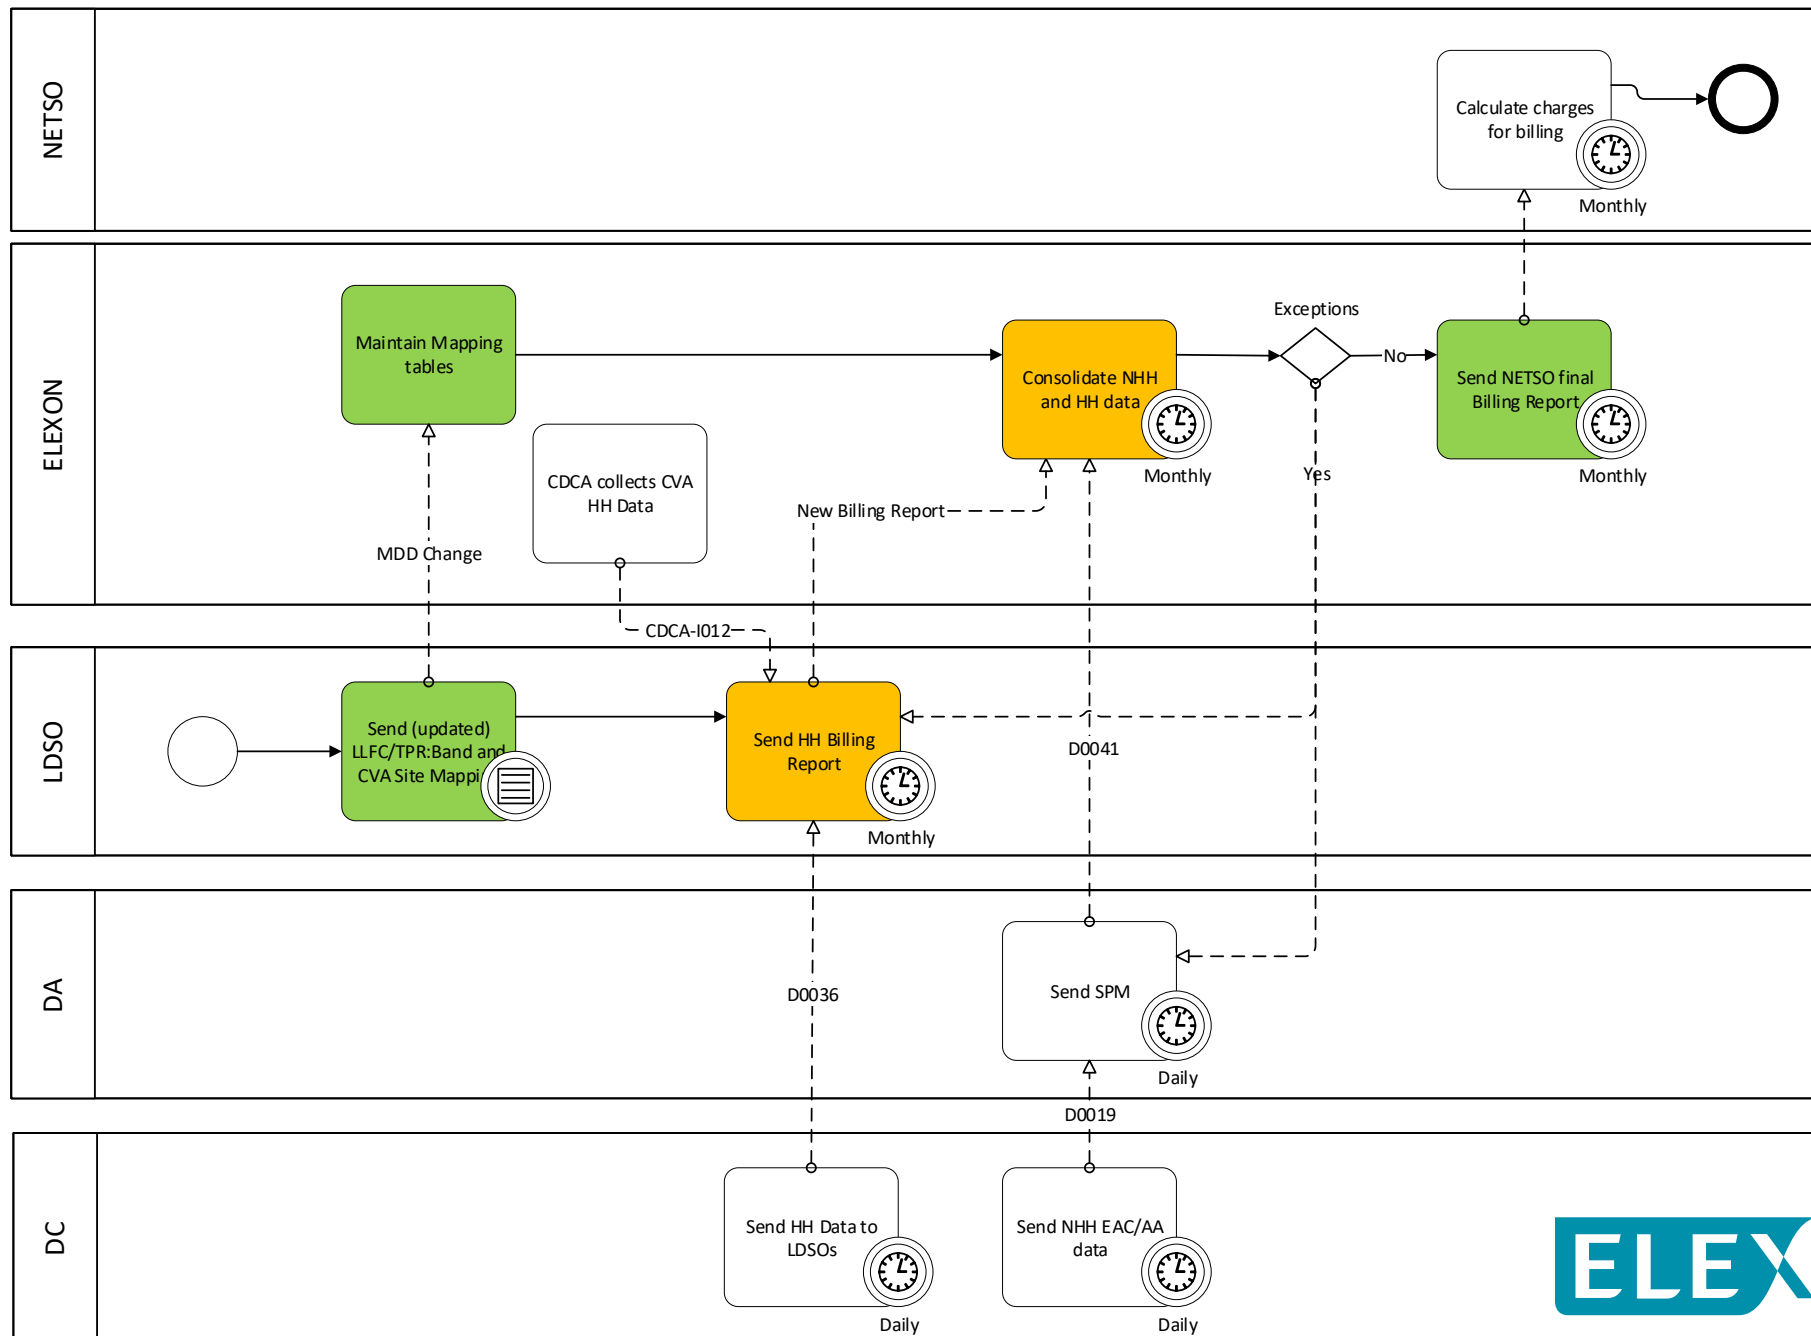 NETSO
Calculate charges
for billing
Monthly
ELEXON
Maintain Mapping
tables
CDCA collects CVA
HH Data
MDD Change
New Billing Report
CDCA-I012
Consolidate NHH
and HH data
Monthly
Exceptions
No
Yes
Send NETSO final
Billing Report
Monthly
LDSO
Send (updated)
LLFC/TPR:Band and
CVA Site Mappi
Send HH Billing
Report
Monthly
D0041
DA
D0036
Send SPM
Daily
D0019
DC
Send HH Data to
LDSOs
Daily
Send NHH EAC/AA
data
Daily
ELEX